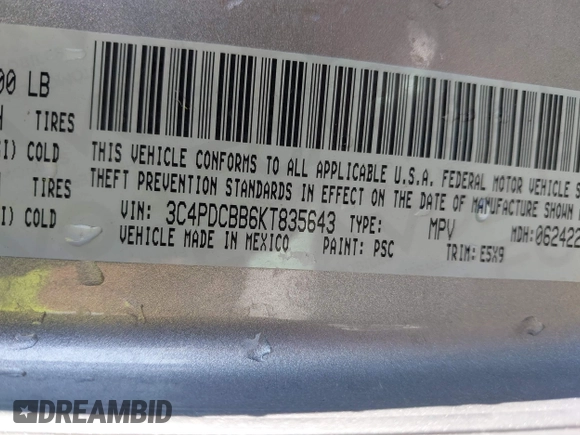 00 LB
TIRES
COLD
THIS VEHICLE CONFORMS TO ALL APPLICABLE U.S.A. FEDERAL MOTOR VEHICLE S
THEFT PREVENTION STANDARDS IN EFFECT ON THE DATE OF MANUFACTURE SHOWN
TIRES
I) COLD
VIN: 3C4PDCBB6KT835643 TYPE: MPV MDH:062422
VEHICLE MADE IN MEXICO PAINT: PSC TRIM: E5X9
DREAMBID